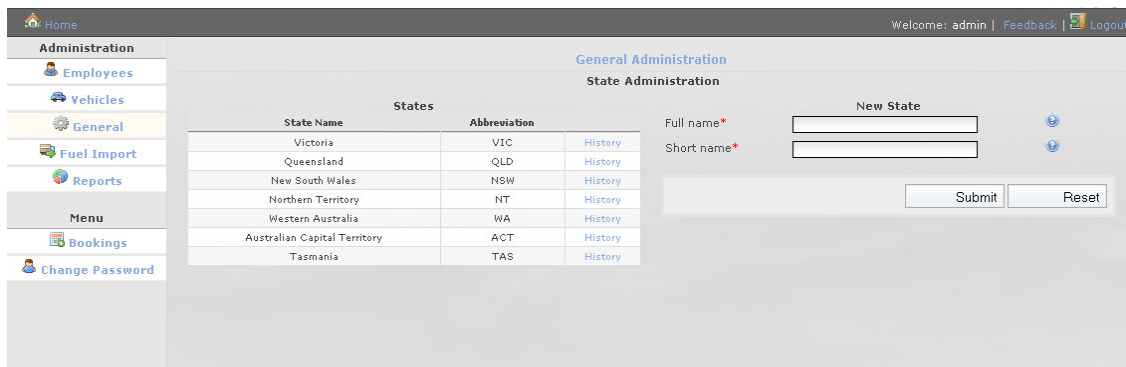 Home
Welcome: admin | Feedback | Logout
Administration
Employees
Vehicles
General
Fuel Import
Reports
Menu
Bookings
Change Password
General Administration
State Administration
States
State Name Abbreviation
Victoria VIC History
Queensland QLD History
New South Wales NSW History
Northern Territory NT History
Western Australia WA History
Australian Capital Territory ACT History
Tasmania TAS History
New State
Full name*
Short name*
Submit Reset